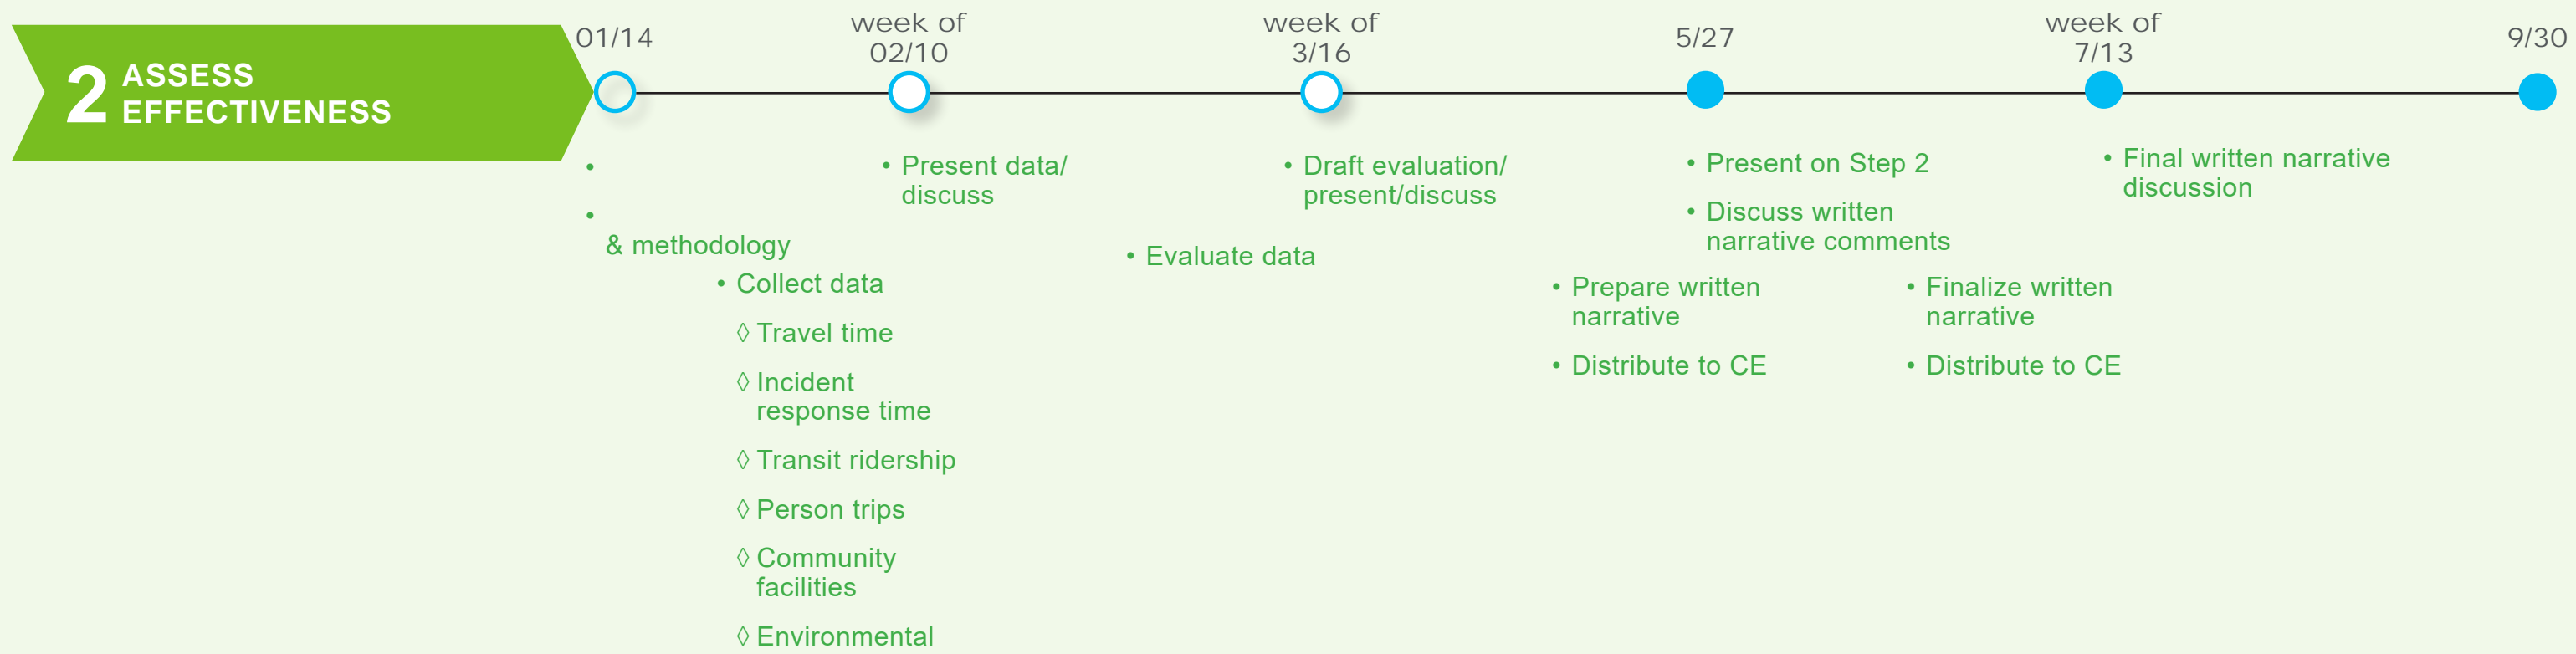 2 ASSESS
EFFECTIVENESS
01/14
week of
02/10
week of
3/16
5/27
week of
7/13
9/30
•
•
& methodology
• Collect data
◊ Travel time
◊ Incident
response time
◊ Transit ridership
◊ Person trips
◊ Community
facilities
◊ Environmental
• Present data/
discuss
• Evaluate data
• Draft evaluation/
present/discuss
• Present on Step 2
• Discuss written
narrative comments
• Prepare written
narrative
• Distribute to CE
• Finalize written
narrative
• Distribute to CE
• Final written narrative
discussion